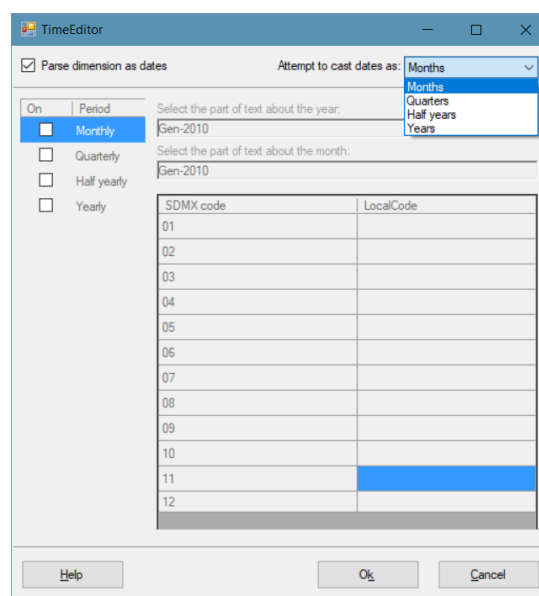 TimeEditor
Parse dimension as dates
Attempt to cast dates as: Months
Months
Quarters
Half years
Years
On Period
Monthly
Quarterly
Half yearly
Yearly
Select the part of text about the year:
Gen-2010
Select the part of text about the month:
Gen-2010
SDMX code LocalCode
01
02
03
04
05
06
07
08
09
10
11
12
Help
Ok
Cancel